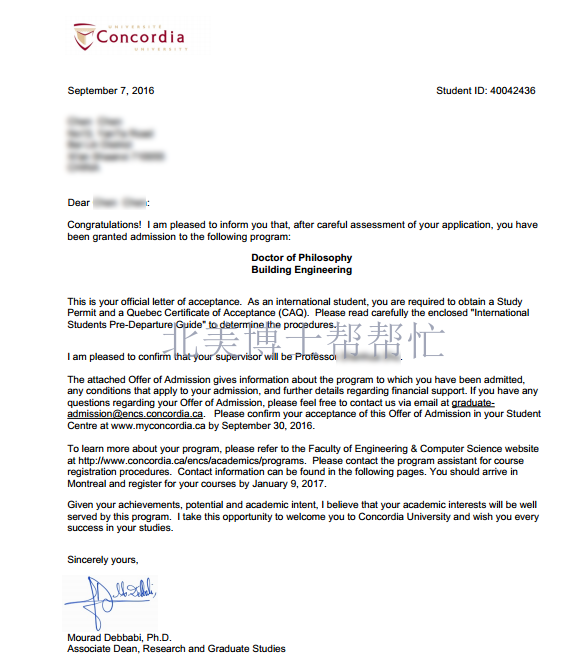 UNIVERSITÉ
Concordia
UNIVERSITY
September 7, 2016 Student ID: 40042436
Dear
Congratulations! I am pleased to inform you that, after careful assessment of your application, you have
been granted admission to the following program:
Doctor of Philosophy
Building Engineering
This is your official letter of acceptance. As an international student, you are required to obtain a Study
Permit and a Quebec Certificate of Acceptance (CAQ). Please read carefully the enclosed "International
Students Pre-Departure Guide" to determine the procedures.
北美博士帮帮忙
I am pleased to confirm that your supervisor will be Professor
The attached Offer of Admission gives information about the program to which you have been admitted,
any conditions that apply to your admission, and further details regarding financial support. If you have any
questions regarding your Offer of Admission, please feel free to contact us via email at graduate-
admission@encs.concordia.ca. Please confirm your acceptance of this Offer of Admission in your Student
Centre at www.myconcordia.ca by September 30, 2016.
To learn more about your program, please refer to the Faculty of Engineering & Computer Science website
at http://www.concordia.ca/encs/academics/programs. Please contact the program assistant for course
registration procedures. Contact information can be found in the following pages. You should arrive in
Montreal and register for your courses by January 9, 2017.
Given your achievements, potential and academic intent, I believe that your academic interests will be well
served by this program. I take this opportunity to welcome you to Concordia University and wish you every
success in your studies.
Sincerely yours,
Mourad Debbabi, Ph.D.
Associate Dean, Research and Graduate Studies